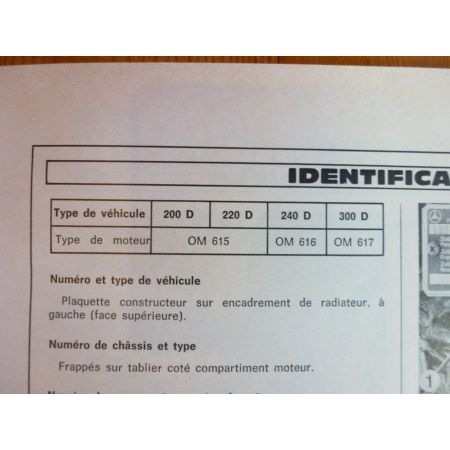 IDENTIFICA
Type de véhicule 200 D 220 D 240 D 300 D
Type de moteur OM 615 OM 616 OM 617
Numéro et type de véhicule
Plaquette constructeur sur encadrement de radiateur, à
gauche (face supérieure).
Numéro de châssis et type
Frappés sur tablier coté compartiment moteur.
1